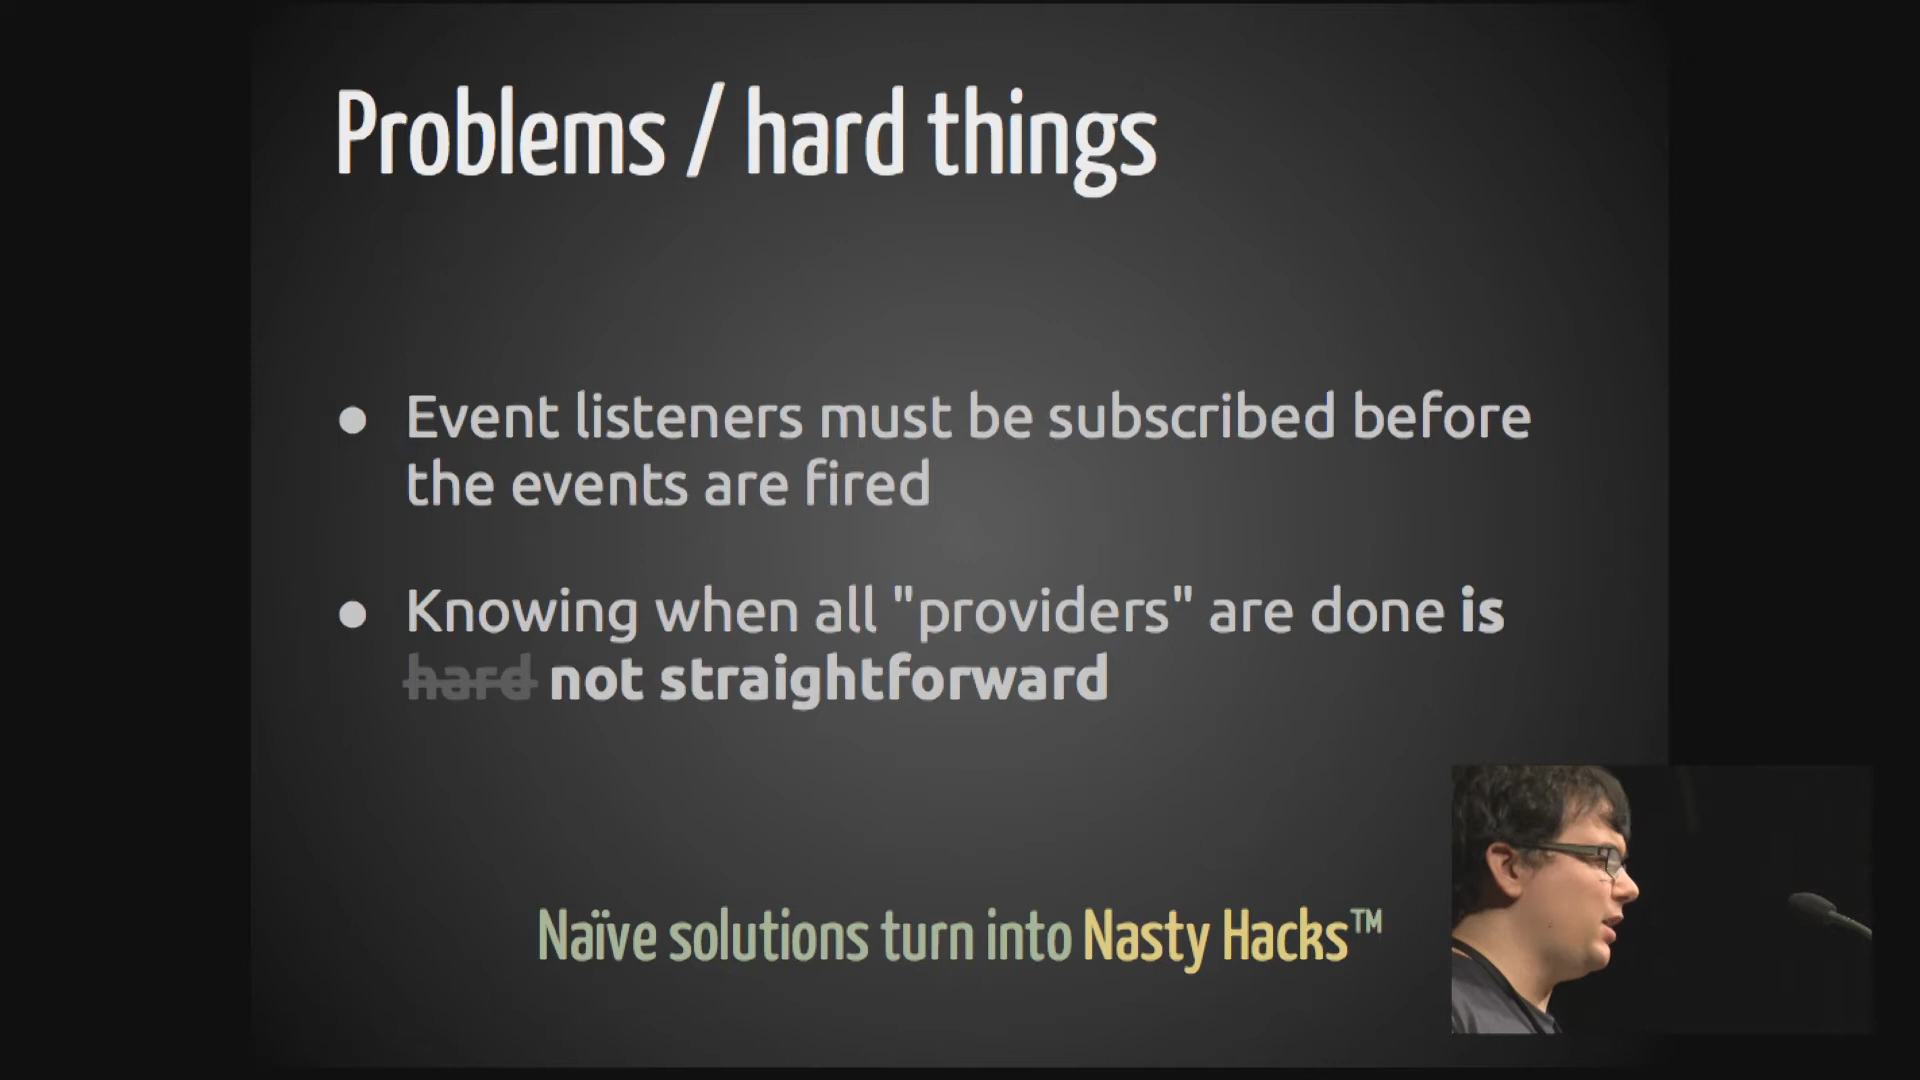 Problems / hard things
● Event listeners must be subscribed before
the events are fired
● Knowing when all "providers" are done is
hard not straightforward
Naïve solutions turn into Nasty Hacks™